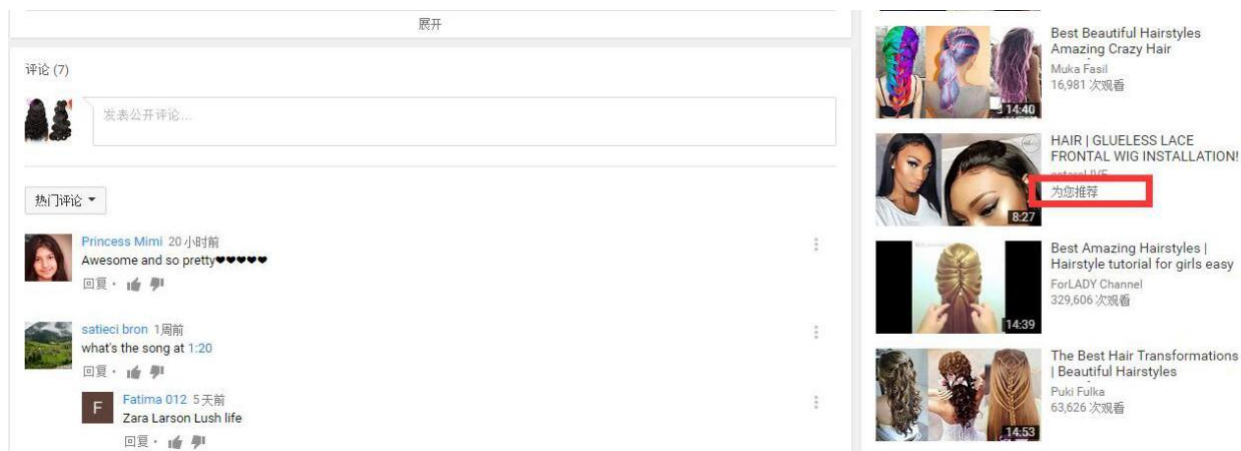 展开
评论 (7)
发表公开评论...
热门评论
Princess Mimi 20 小时前
Awesome and so pretty♥♥♥♥♥
回复 ·
satieci bron 1周前
what's the song at 1:20
回复 ·
F
Fatima 012 5天前
Zara Larson Lush life
回复 ·
Best Beautiful Hairstyles
Amazing Crazy Hair
Muka Fasil
16,981 次观看
14:40
HAIR | GLUELESS LACE
FRONTAL WIG INSTALLATION!
为您推荐
8:27
Best Amazing Hairstyles |
Hairstyle tutorial for girls easy
ForLADY Channel
329,606 次观看
14:39
The Best Hair Transformations
| Beautiful Hairstyles
Puki Fulka
63,626 次观看
14:53